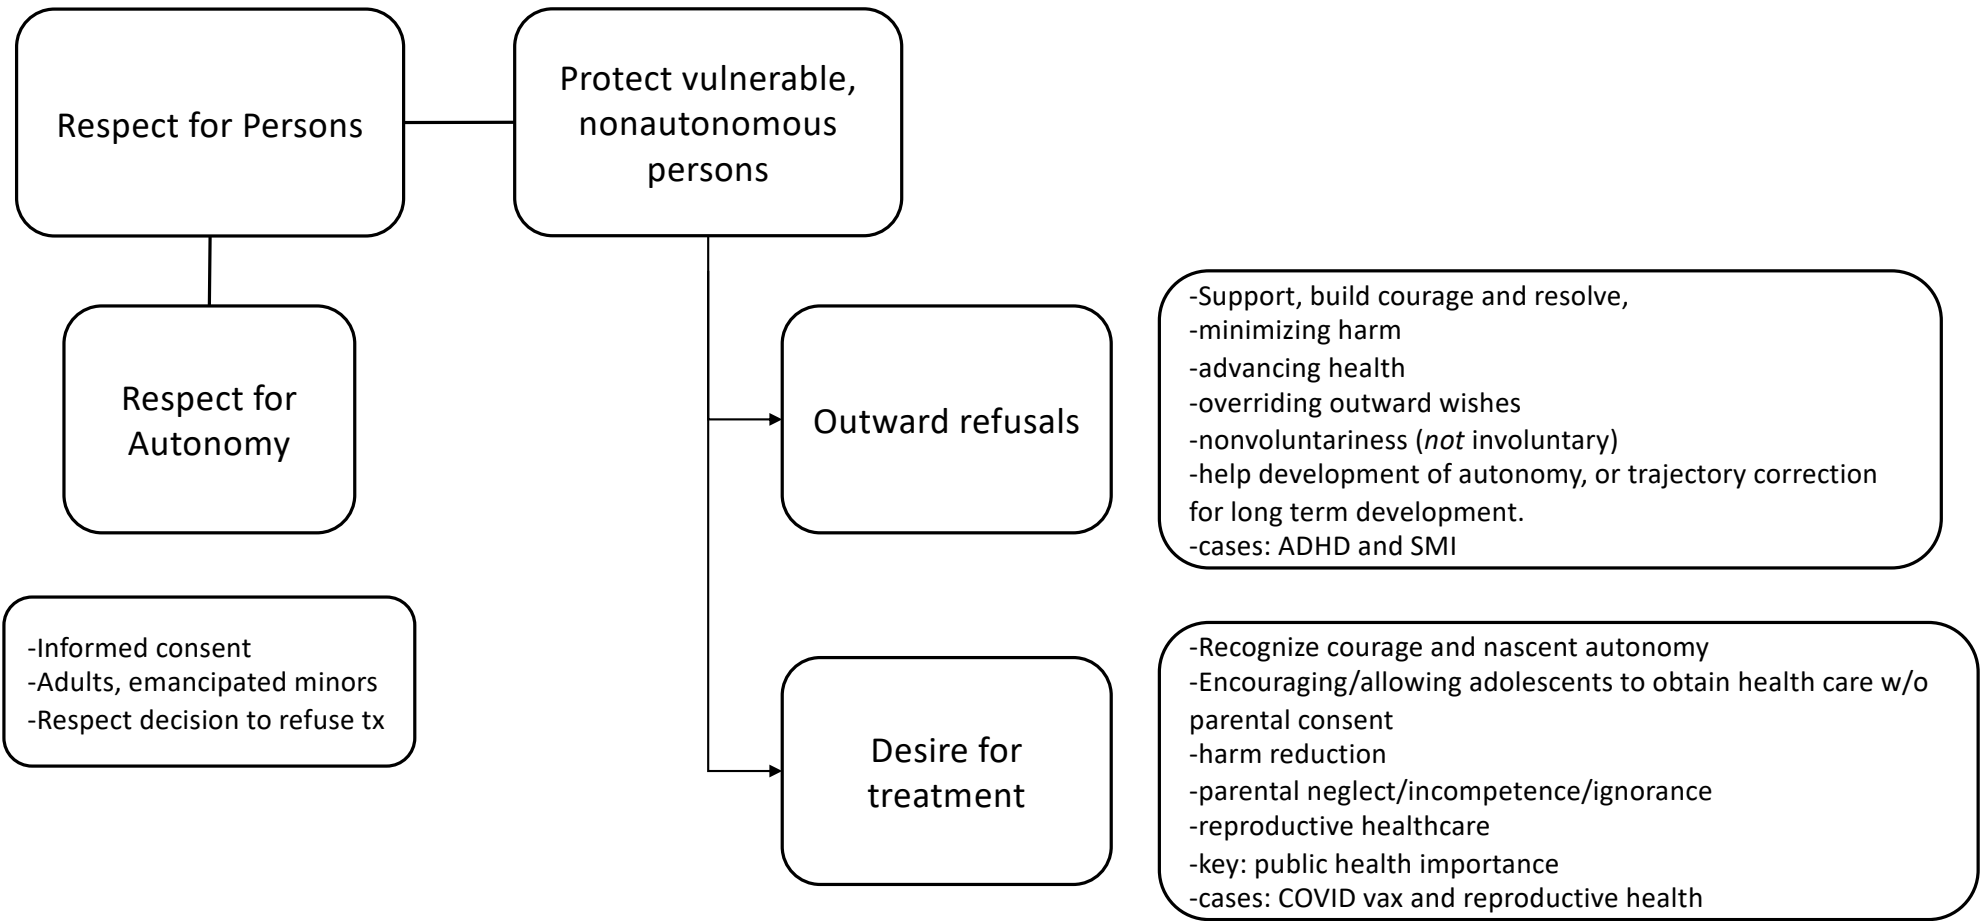 Respect for Persons
Protect vulnerable,
nonautonomous
persons
Respect for
Autonomy
-Informed consent
-Adults, emancipated minors
-Respect decision to refuse tx
Outward refusals
-Support, build courage and resolve,
-minimizing harm
-advancing health
-overriding outward wishes
-nonvoluntariness (not involuntary)
-help development of autonomy, or trajectory correction
for long term development.
-cases: ADHD and SMI
Desire for
treatment
-Recognize courage and nascent autonomy
-Encouraging/allowing adolescents to obtain health care w/o
parental consent
-harm reduction
-parental neglect/incompetence/ignorance
-reproductive healthcare
-key: public health importance
-cases: COVID vax and reproductive health